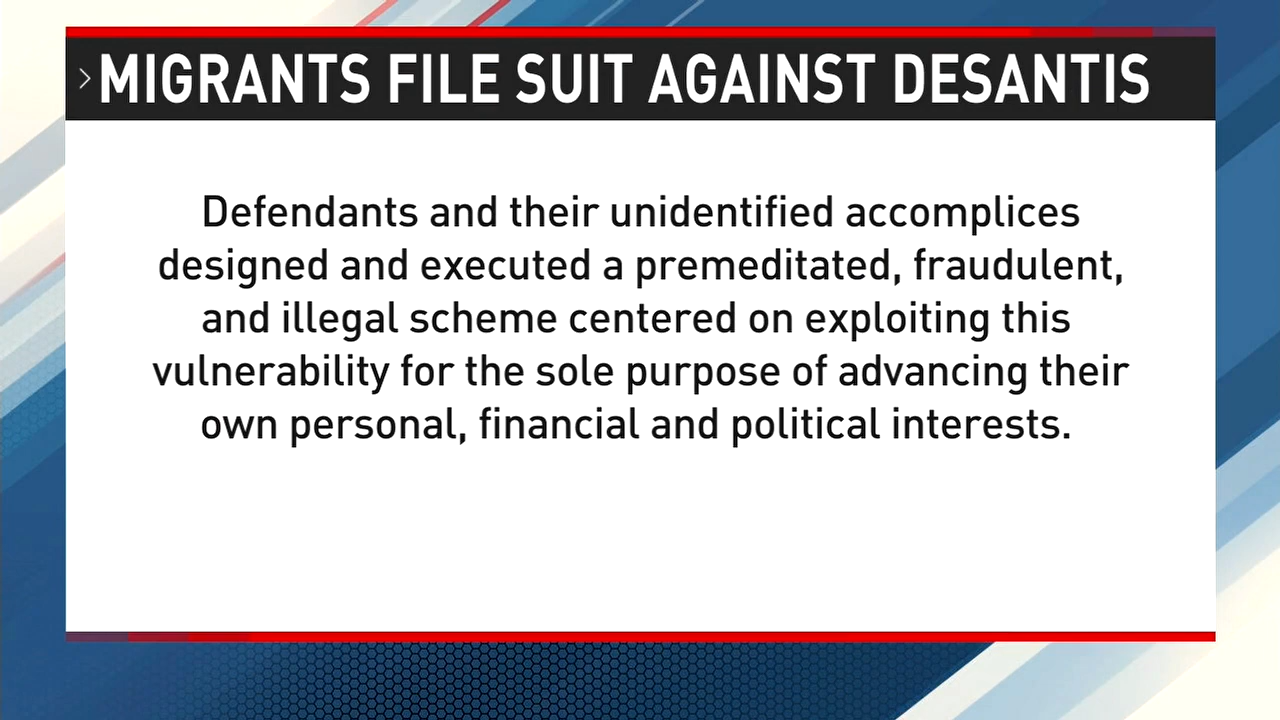 MIGRANTS FILE SUIT AGAINST DESANTIS
Defendants and their unidentified accomplices
designed and executed a premeditated, fraudulent,
and illegal scheme centered on exploiting this
vulnerability for the sole purpose of advancing their
own personal, financial and political interests.